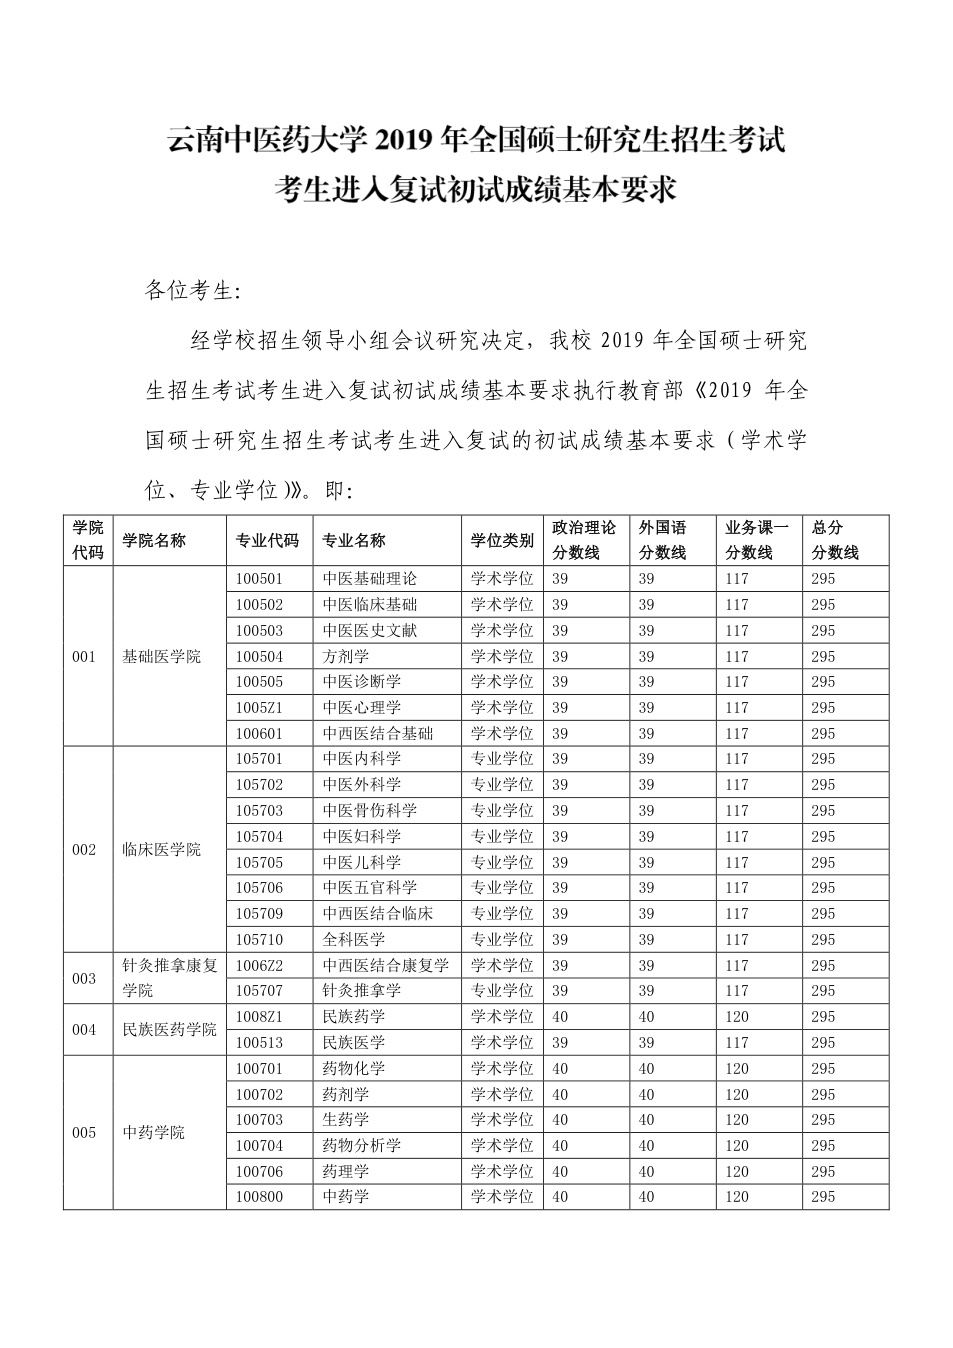 云南中医药大学 2019 年全国硕士研究生招生考试
考生进入复试初试成绩基本要求
各位考生：
经学校招生领导小组会议研究决定，我校 2019 年全国硕士研究
生招生考试考生进入复试初试成绩基本要求执行教育部《2019 年全
国硕士研究生招生考试考生进入复试的初试成绩基本要求（学术学
位、专业学位）》。即：
学院代码 学院名称 专业代码 专业名称 学位类别 政治理论分数线 外国语分数线 业务课一分数线 总分分数线
001 基础医学院 100501 中医基础理论 学术学位 39 39 117 295
100502 中医临床基础 学术学位 39 39 117 295
100503 中医医史文献 学术学位 39 39 117 295
100504 方剂学 学术学位 39 39 117 295
100505 中医诊断学 学术学位 39 39 117 295
1005Z1 中医心理学 学术学位 39 39 117 295
100601 中西医结合基础 学术学位 39 39 117 295
002 临床医学院 105701 中医内科学 专业学位 39 39 117 295
105702 中医外科学 专业学位 39 39 117 295
105703 中医骨伤科学 专业学位 39 39 117 295
105704 中医妇科学 专业学位 39 39 117 295
105705 中医儿科学 专业学位 39 39 117 295
105706 中医五官科学 专业学位 39 39 117 295
105709 中西医结合临床 专业学位 39 39 117 295
105710 全科医学 专业学位 39 39 117 295
003 针灸推拿康复学院 1006Z2 中西医结合康复学 学术学位 39 39 117 295
105707 针灸推拿学 专业学位 39 39 117 295
004 民族医药学院 1008Z1 民族药学 学术学位 40 40 120 295
100513 民族医学 学术学位 39 39 117 295
005 中药学院 100701 药物化学 学术学位 40 40 120 295
100702 药剂学 学术学位 40 40 120 295
100703 生药学 学术学位 40 40 120 295
100704 药物分析学 学术学位 40 40 120 295
100706 药理学 学术学位 40 40 120 295
100800 中药学 学术学位 40 40 120 295